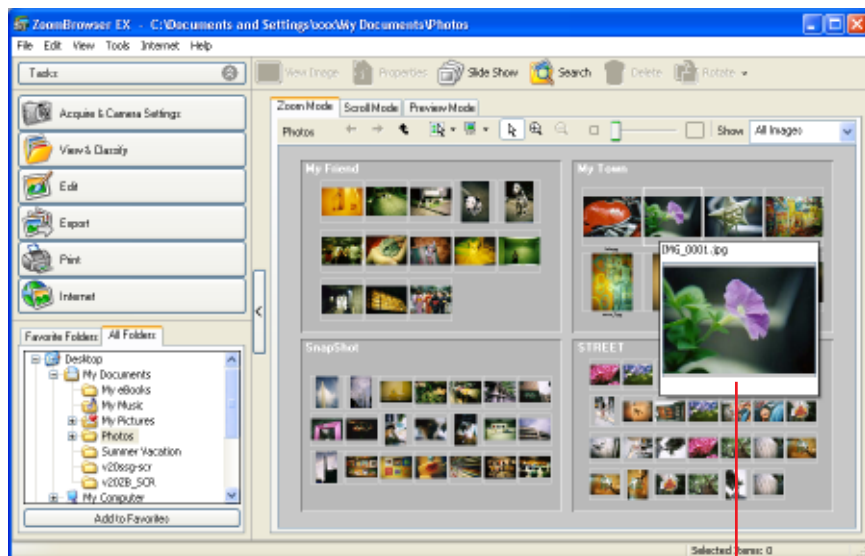 ZoomBrowser EX - C:\Documents and Settings\xxx\My Documents\Photos
File Edit View Tools Internet Help
Tasks
View Image Properties Slide Show Search Delete Rotate
Acquire & Camera Settings
View & Classify
Edit
Export
Print
Internet
Zoom Mode Scroll Mode Preview Mode
Photos Show All Images
My Friend
My Town
IMG_0001.jpg
SnapShot
STREET
Favorite Folders All Folders
Desktop
My Documents
My eBooks
My Music
My Pictures
Photos
Summer Vacation
v20ssg-scr
v202B_SCR
My Computer
Add to Favorites
Selected Items: 0